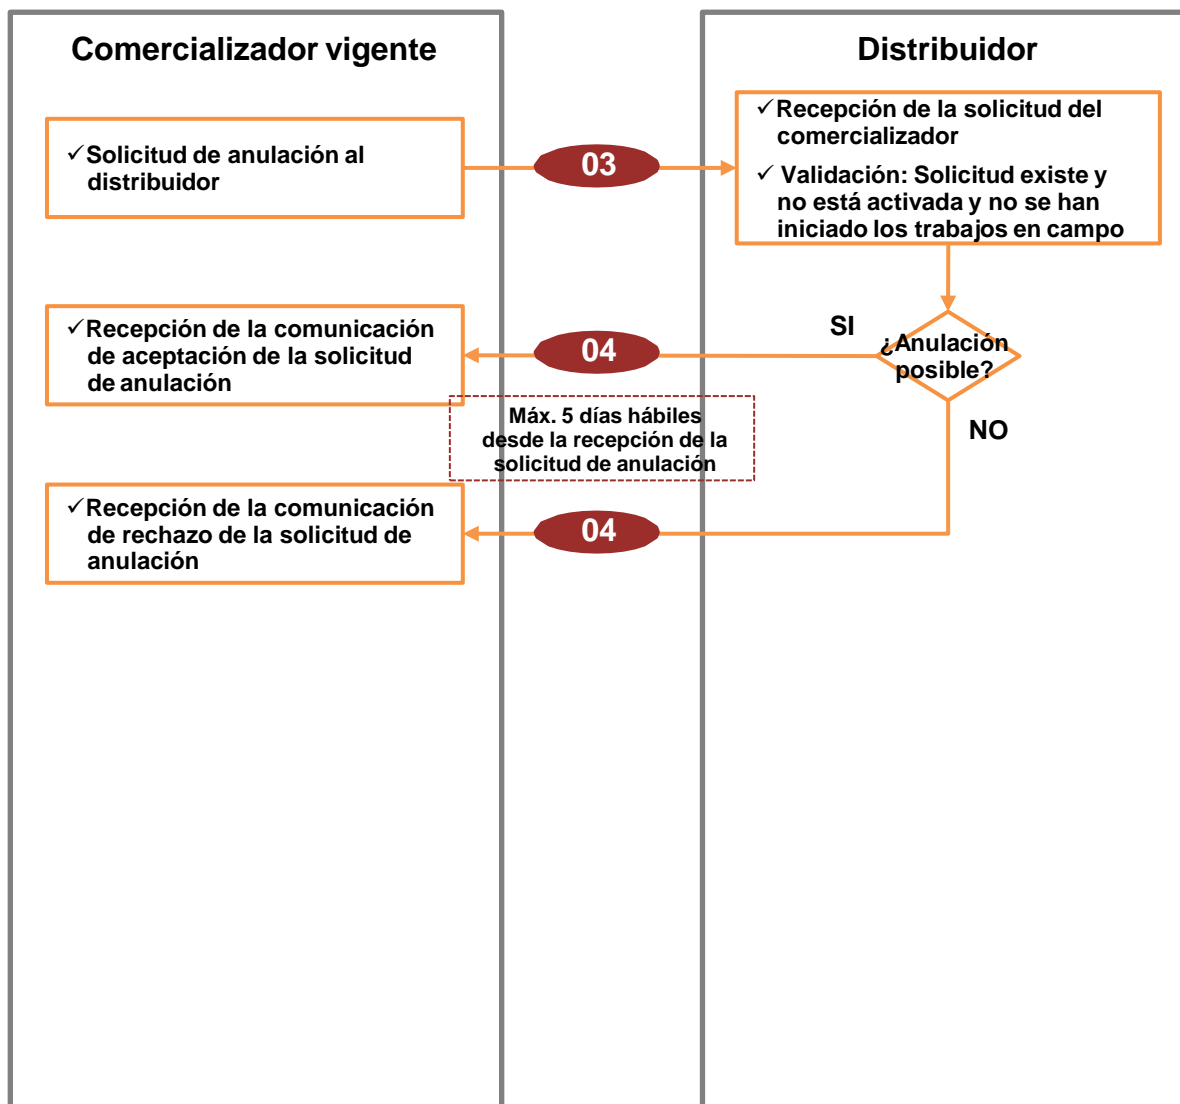 Comercializador vigente
Distribuidor
✓Solicitud de anulación al
distribuidor
03
✓Recepción de la solicitud del
comercializador
✓ Validación: Solicitud existe y
no está activada y no se han
iniciado los trabajos en campo
✓Recepción de la comunicación
de aceptación de la solicitud
de anulación
04
SI
¿Anulación
posible?
Máx. 5 días hábiles
desde la recepción de la
solicitud de anulación
NO
✓Recepción de la comunicación
de rechazo de la solicitud de
anulación
04